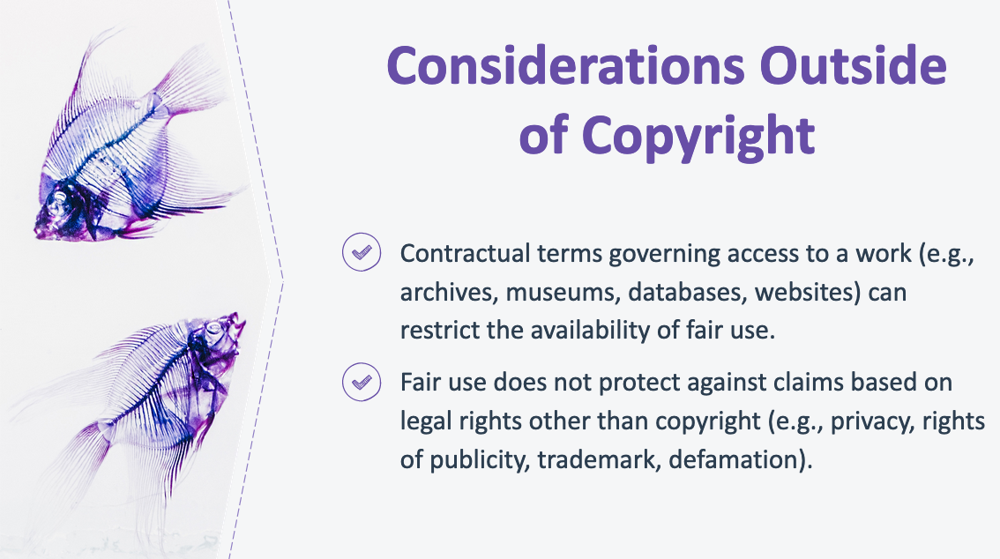 Considerations Outside
of Copyright
Contractual terms governing access to a work (e.g.,
archives, museums, databases, websites) can
restrict the availability of fair use.
Fair use does not protect against claims based on
legal rights other than copyright (e.g., privacy, rights
of publicity, trademark, defamation).